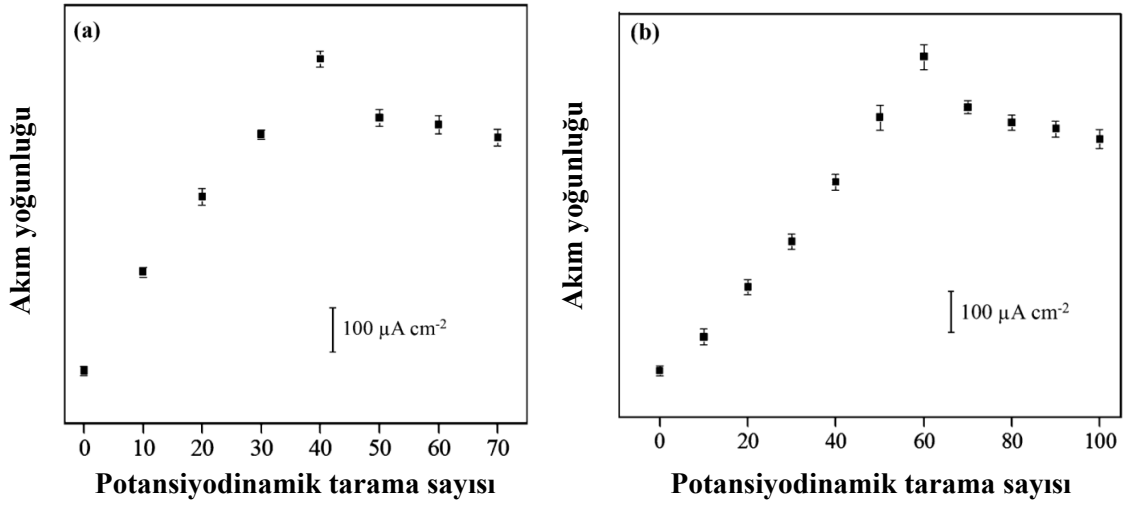 (a)
Akım yoğunluğu
100 µA cm-2
0 10 20 30 40 50 60 70
Potansiyodinamik tarama sayısı
(b)
Akım yoğunluğu
100 µA cm-2
0 20 40 60 80 100
Potansiyodinamik tarama sayısı